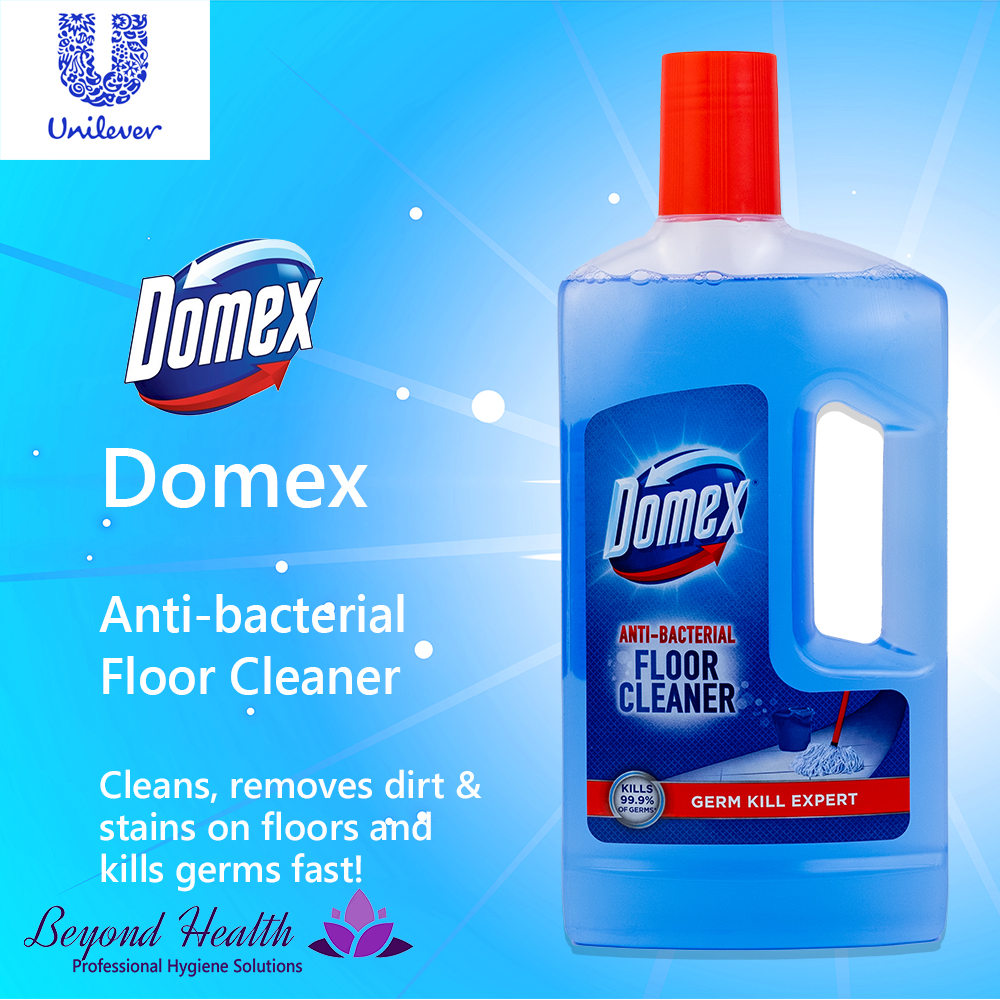 Unilever
Domex
Domex
Anti-bacterial
Floor Cleaner
Cleans, removes dirt &
stains on floors and
kills germs fast!
Beyond Health
Professional Hygiene Solutions
Domex
ANTI-BACTERIAL
FLOOR
CLEANER
KILLS
99.9%
OF GERMS*
GERM KILL EXPERT